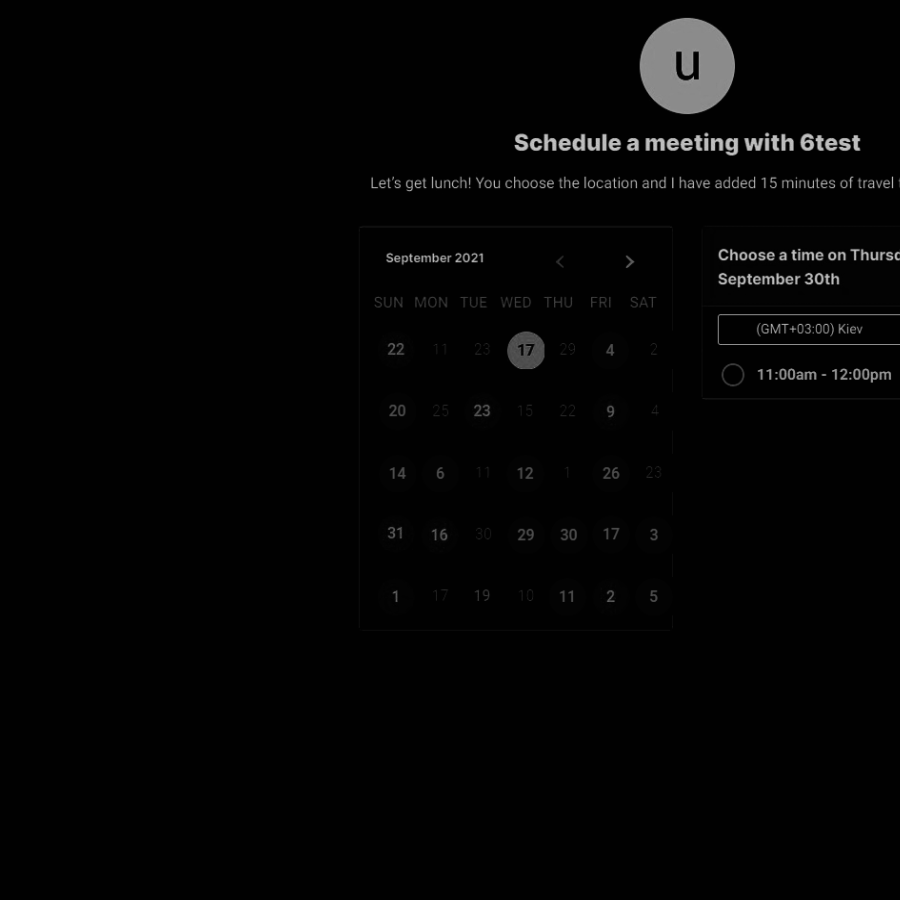 u
Schedule a meeting with 6test
Let's get lunch! You choose the location and I have added 15 minutes of travel
September 2021
SUN MON TUE WED THU FRI SAT
22 11 23 17 29 4 2
20 25 23 15 22 9 4
14 6 11 12 1 26 23
31 16 30 29 30 17 3
1 17 19 10 11 2 5
Choose a time on Thursd
September 30th
(GMT+03:00) Kiev
11:00am - 12:00pm